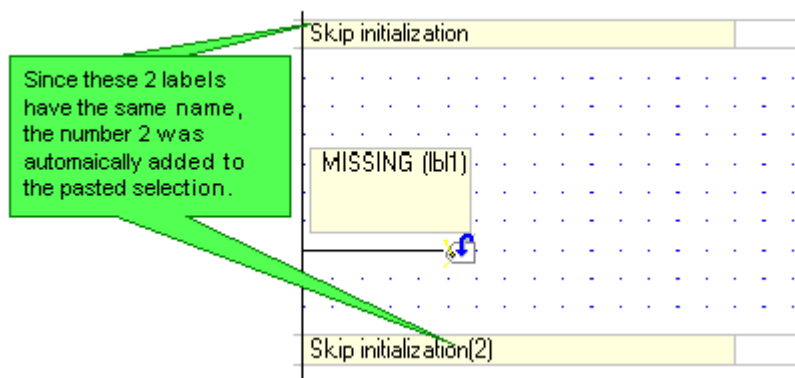 Skip initialization
Since these 2 labels
have the same name,
the number 2 was
automaically added to
the pasted selection.
MISSING (lbl1)
Skip initialization(2)